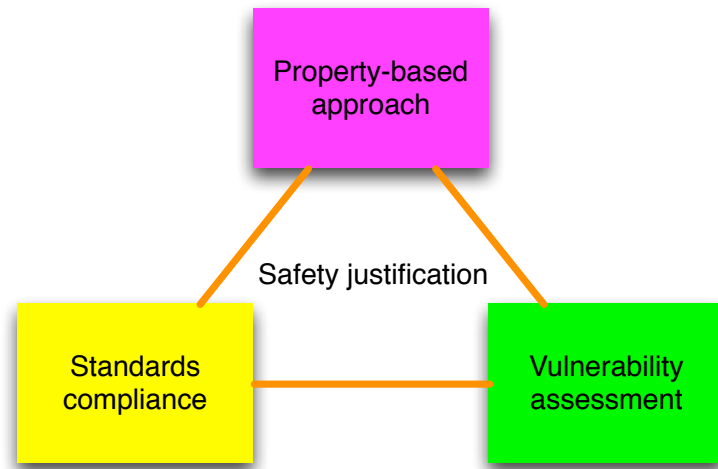 Property-based
approach
Safety justification
Standards
compliance
Vulnerability
assessment